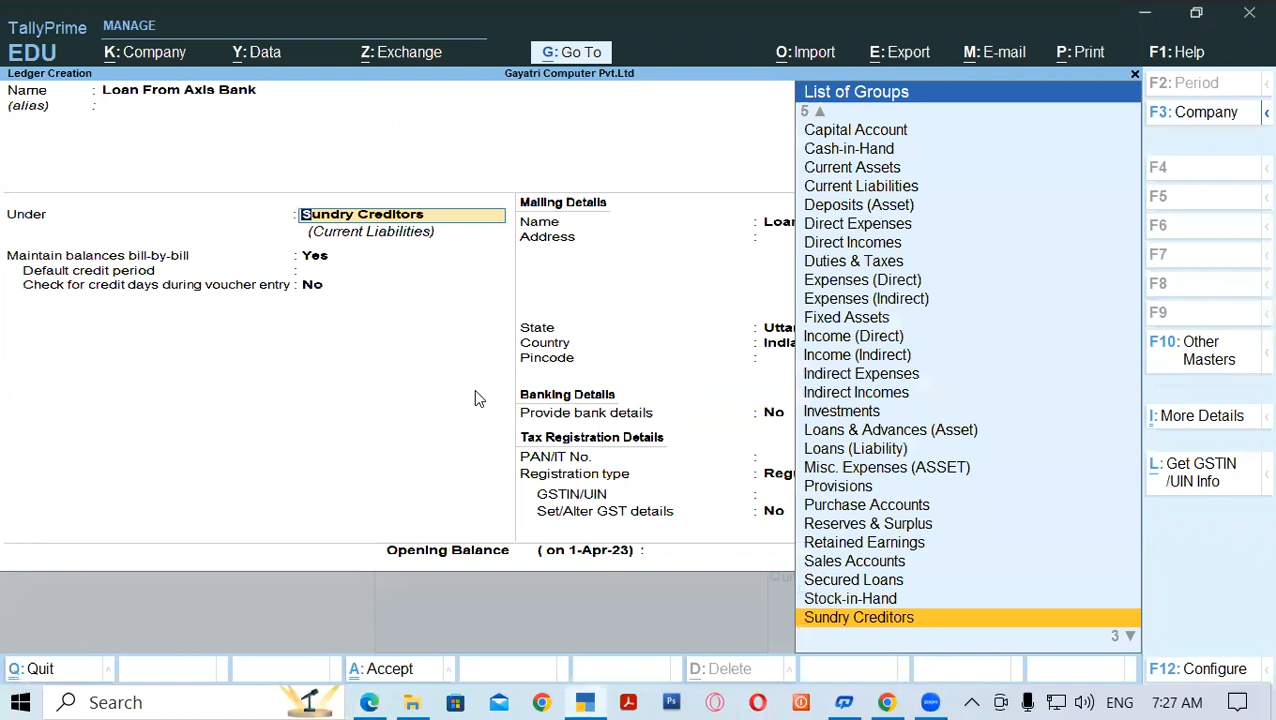 TallyPrime
EDU
MANAGE
K: Company
Y: Data
Z: Exchange
G: Go To
O: Import
E: Export
M: E-mail
P: Print
F1: Help
Ledger Creation
Gayatri Computer Pvt.Ltd
Name : Loan From Axis Bank
(alias) :
Under : Sundry Creditors
(Current Liabilities)
Maintain balances bill-by-bill : Yes
Default credit period :
Check for credit days during voucher entry : No
Mailing Details
Name : Loan
Address :
State : Utta
Country : India
Pincode :
Banking Details
Provide bank details : No
Tax Registration Details
PAN/IT No. :
Registration type : Reg
GSTIN/UIN :
Set/Alter GST details : No
Opening Balance ( on 1-Apr-23) :
List of Groups
5 ▲
Capital Account
Cash-in-Hand
Current Assets
Current Liabilities
Deposits (Asset)
Direct Expenses
Direct Incomes
Duties & Taxes
Expenses (Direct)
Expenses (Indirect)
Fixed Assets
Income (Direct)
Income (Indirect)
Indirect Expenses
Indirect Incomes
Investments
Loans & Advances (Asset)
Loans (Liability)
Misc. Expenses (ASSET)
Provisions
Purchase Accounts
Reserves & Surplus
Retained Earnings
Sales Accounts
Secured Loans
Stock-in-Hand
Sundry Creditors
3 ▼
F2: Period
F3: Company
F4
F5
F6
F7
F8
F9
F10: Other
Masters
I: More Details
L: Get GSTIN
/UIN Info
Q: Quit
A: Accept
D: Delete
F12: Configure
Search
ENG
7:27 AM